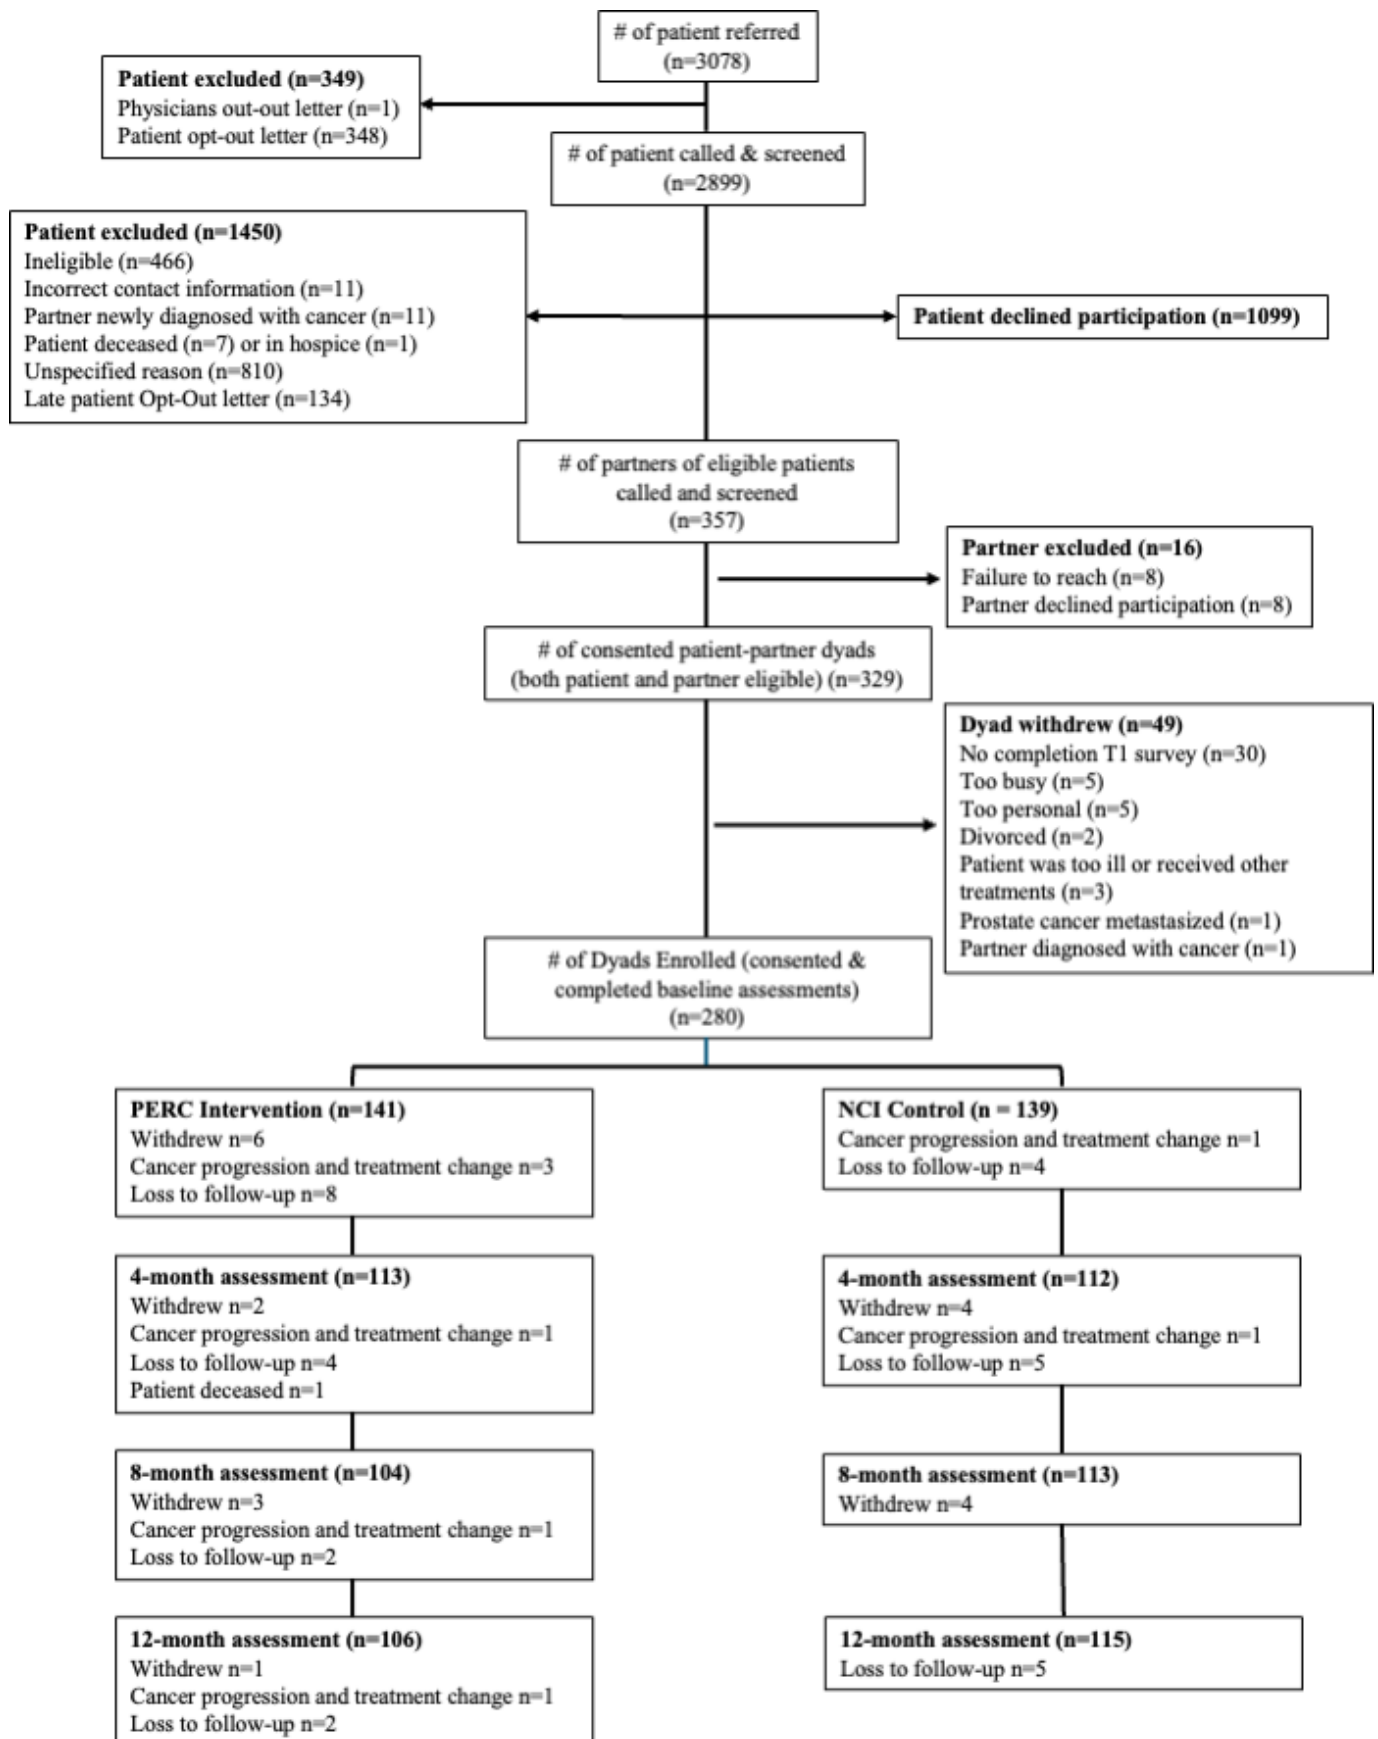 # of patient referred
(n=3078)
Patient excluded (n=349)
Physicians out-out letter (n=1)
Patient opt-out letter (n=348)
# of patient called & screened
(n=2899)
Patient excluded (n=1450)
Ineligible (n=466)
Incorrect contact information (n=11)
Partner newly diagnosed with cancer (n=11)
Patient deceased (n=7) or in hospice (n=1)
Unspecified reason (n=810)
Late patient Opt-Out letter (n=134)
Patient declined participation (n=1099)
# of partners of eligible patients
called and screened
(n=357)
Partner excluded (n=16)
Failure to reach (n=8)
Partner declined participation (n=8)
# of consented patient-partner dyads
(both patient and partner eligible) (n=329)
Dyad withdrew (n=49)
No completion T1 survey (n=30)
Too busy (n=5)
Too personal (n=5)
Divorced (n=2)
Patient was too ill or received other
treatments (n=3)
Prostate cancer metastasized (n=1)
Partner diagnosed with cancer (n=1)
# of Dyads Enrolled (consented &
completed baseline assessments)
(n=280)
PERC Intervention (n=141)
Withdrew n=6
Cancer progression and treatment change n=3
Loss to follow-up n=8
NCI Control (n = 139)
Cancer progression and treatment change n=1
Loss to follow-up n=4
4-month assessment (n=113)
Withdrew n=2
Cancer progression and treatment change n=1
Loss to follow-up n=4
Patient deceased n=1
4-month assessment (n=112)
Withdrew n=4
Cancer progression and treatment change n=1
Loss to follow-up n=5
8-month assessment (n=104)
Withdrew n=3
Cancer progression and treatment change n=1
Loss to follow-up n=2
8-month assessment (n=113)
Withdrew n=4
12-month assessment (n=106)
Withdrew n=1
Cancer progression and treatment change n=1
Loss to follow-up n=2
12-month assessment (n=115)
Loss to follow-up n=5